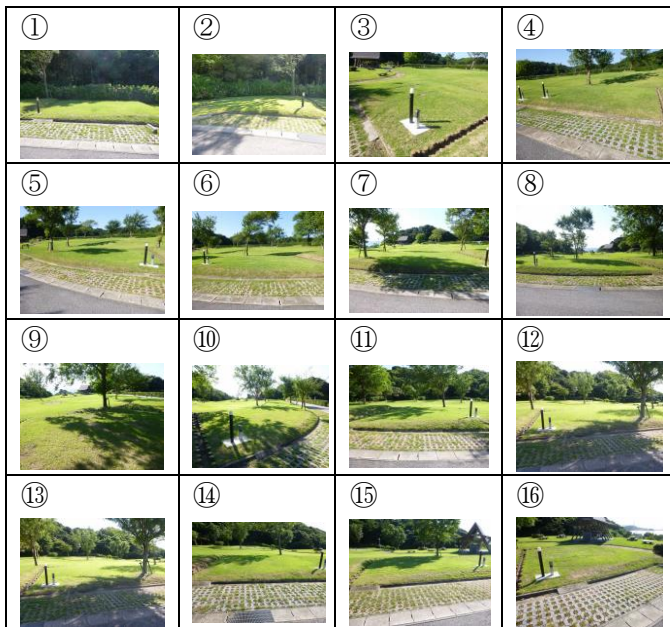 ① ② ③ ④
⑤ ⑥ ⑦ ⑧
⑨ ⑩ ⑪ ⑫
⑬ ⑭ ⑮ ⑯